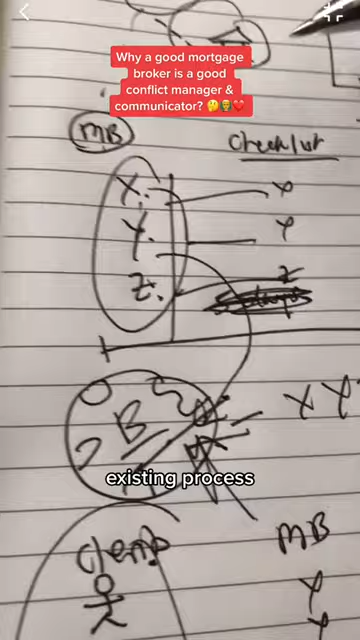 Why a good mortgage
broker is a good
conflict manager &
communicator? 🤔🤷‍♂️❤️
MB
Checklist
X.
Y.
Z.
X
Y
Z
B
X Y
existing process
Client
MB
Y
Y